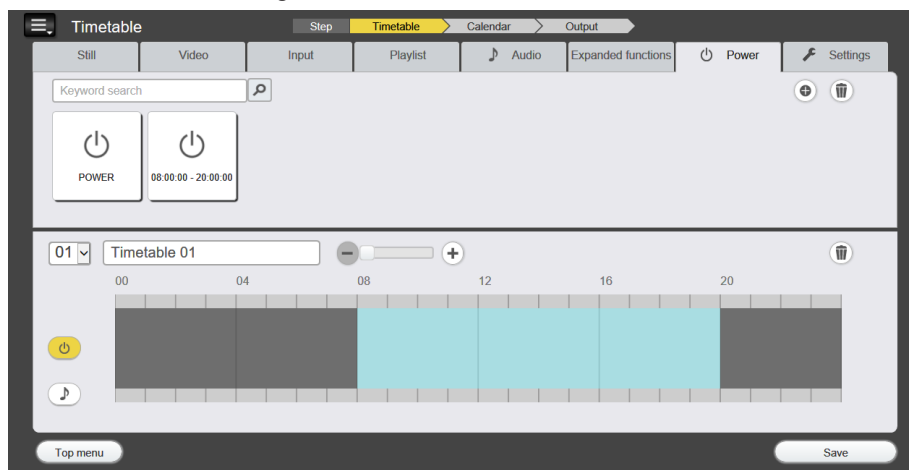 Timetable
Step Timetable Calendar Output
Still Video Input Playlist Audio Expanded functions Power Settings
Keyword search
POWER 08:00:00 - 20:00:00
01 Timetable 01
00 04 08 12 16 20
Top menu Save